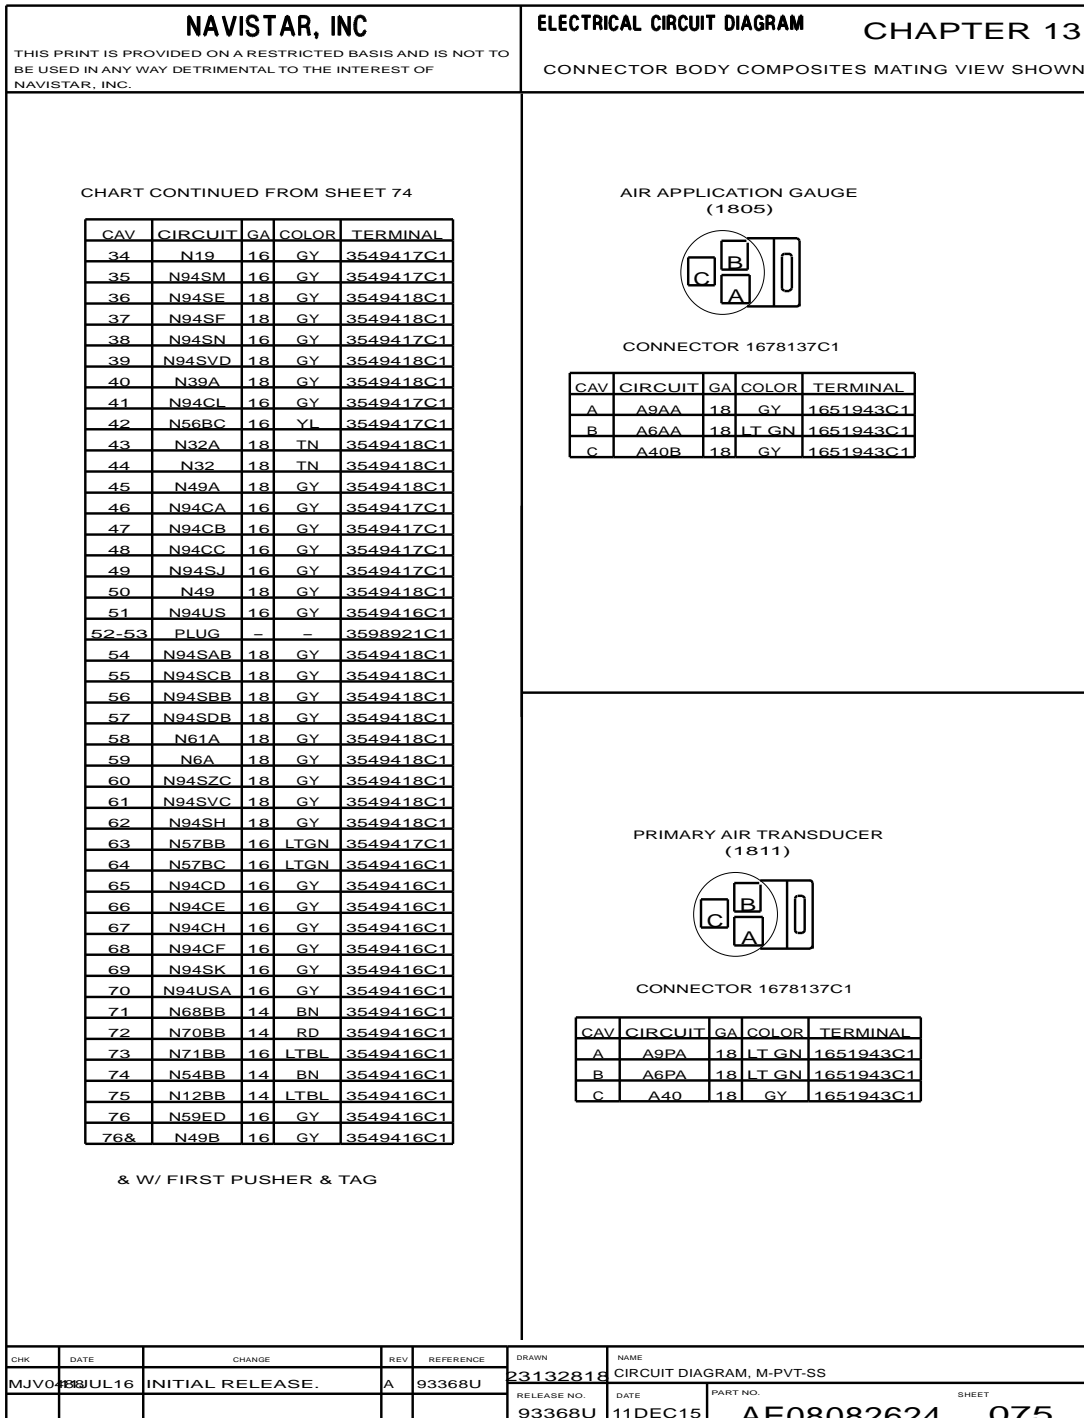 NAVISTAR, INC
THIS PRINT IS PROVIDED ON A RESTRICTED BASIS AND IS NOT TO
BE USED IN ANY WAY DETRIMENTAL TO THE INTEREST OF
NAVISTAR, INC.
ELECTRICAL CIRCUIT DIAGRAM CHAPTER 13
CONNECTOR BODY COMPOSITES MATING VIEW SHOWN
CHART CONTINUED FROM SHEET 74
CAV CIRCUIT GA COLOR TERMINAL
34 N19 16 GY 3549417C1
35 N94SM 16 GY 3549417C1
36 N94SE 18 GY 3549418C1
37 N94SF 18 GY 3549418C1
38 N94SN 16 GY 3549417C1
39 N94SVD 18 GY 3549418C1
40 N39A 18 GY 3549418C1
41 N94CL 16 GY 3549417C1
42 N56BC 16 YL 3549417C1
43 N32A 18 TN 3549418C1
44 N32 18 TN 3549418C1
45 N49A 18 GY 3549418C1
46 N94CA 16 GY 3549417C1
47 N94CB 16 GY 3549417C1
48 N94CC 16 GY 3549417C1
49 N94SJ 16 GY 3549417C1
50 N49 18 GY 3549418C1
51 N94US 16 GY 3549416C1
52-53 PLUG – – 3598921C1
54 N94SAB 18 GY 3549418C1
55 N94SCB 18 GY 3549418C1
56 N94SBB 18 GY 3549418C1
57 N94SDB 18 GY 3549418C1
58 N61A 18 GY 3549418C1
59 N6A 18 GY 3549418C1
60 N94SZC 18 GY 3549418C1
61 N94SVC 18 GY 3549418C1
62 N94SH 18 GY 3549418C1
63 N57BB 16 LTGN 3549417C1
64 N57BC 16 LTGN 3549416C1
65 N94CD 16 GY 3549416C1
66 N94CE 16 GY 3549416C1
67 N94CH 16 GY 3549416C1
68 N94CF 16 GY 3549416C1
69 N94SK 16 GY 3549416C1
70 N94USA 16 GY 3549416C1
71 N68BB 14 BN 3549416C1
72 N70BB 14 RD 3549416C1
73 N71BB 16 LTBL 3549416C1
74 N54BB 14 BN 3549416C1
75 N12BB 14 LTBL 3549416C1
76 N59ED 16 GY 3549416C1
76& N49B 16 GY 3549416C1
& W/ FIRST PUSHER & TAG
AIR APPLICATION GAUGE
(1805)
B
C
A
CONNECTOR 1678137C1
CAV CIRCUIT GA COLOR TERMINAL
A A9AA 18 GY 1651943C1
B A6AA 18 LT GN 1651943C1
C A40B 18 GY 1651943C1
PRIMARY AIR TRANSDUCER
(1811)
B
C
A
CONNECTOR 1678137C1
CAV CIRCUIT GA COLOR TERMINAL
A A9PA 18 LT GN 1651943C1
B A6PA 18 LT GN 1651943C1
C A40 18 GY 1651943C1
CHK DATE CHANGE REV REFERENCE
INITIAL RELEASE. A 93368U
DRAWN NAME
23132818 CIRCUIT DIAGRAM, M-PVT-SS
RELEASE NO. DATE PART NO. SHEET
93368U 11DEC15 AE08082624 075